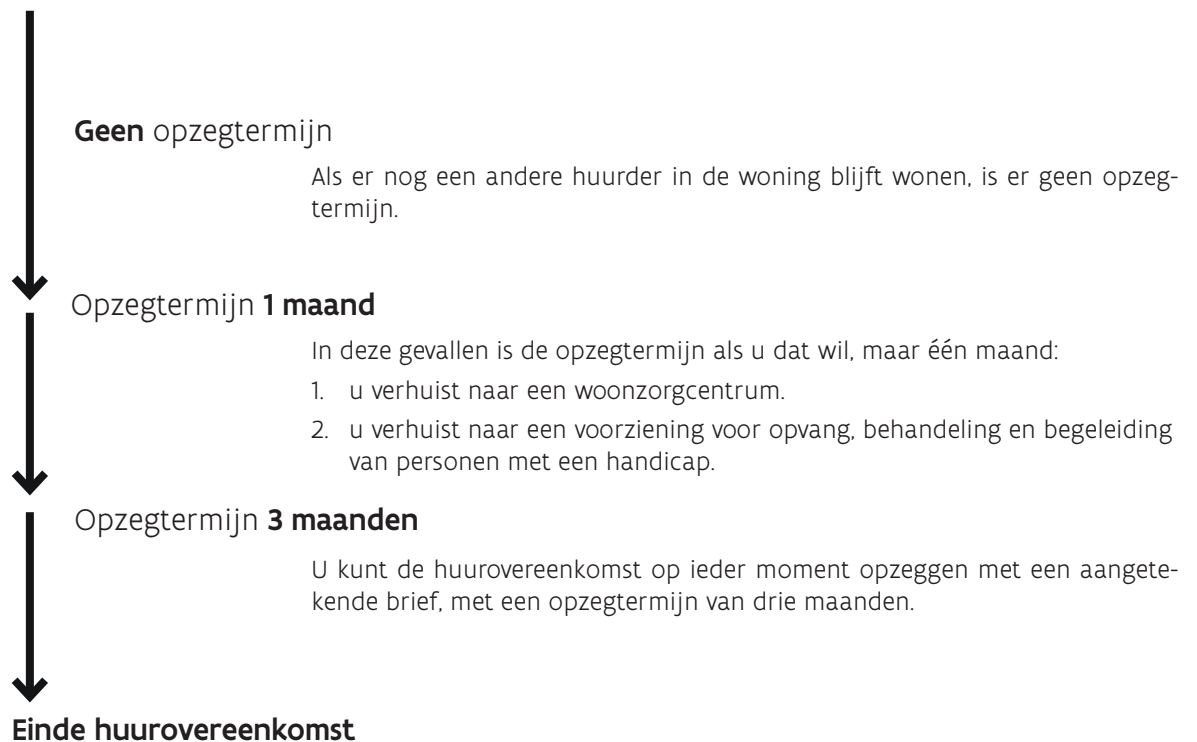 Geen opzegtermijn
Als er nog een andere huurder in de woning blijft wonen, is er geen opzeg-
termijn.
Opzegtermijn 1 maand
In deze gevallen is de opzegtermijn als u dat wil, maar één maand:
1. u verhuist naar een woonzorgcentrum.
2. u verhuist naar een voorziening voor opvang, behandeling en begeleiding
van personen met een handicap.
Opzegtermijn 3 maanden
U kunt de huurovereenkomst op ieder moment opzeggen met een aangete-
kende brief, met een opzegtermijn van drie maanden.
Einde huurovereenkomst